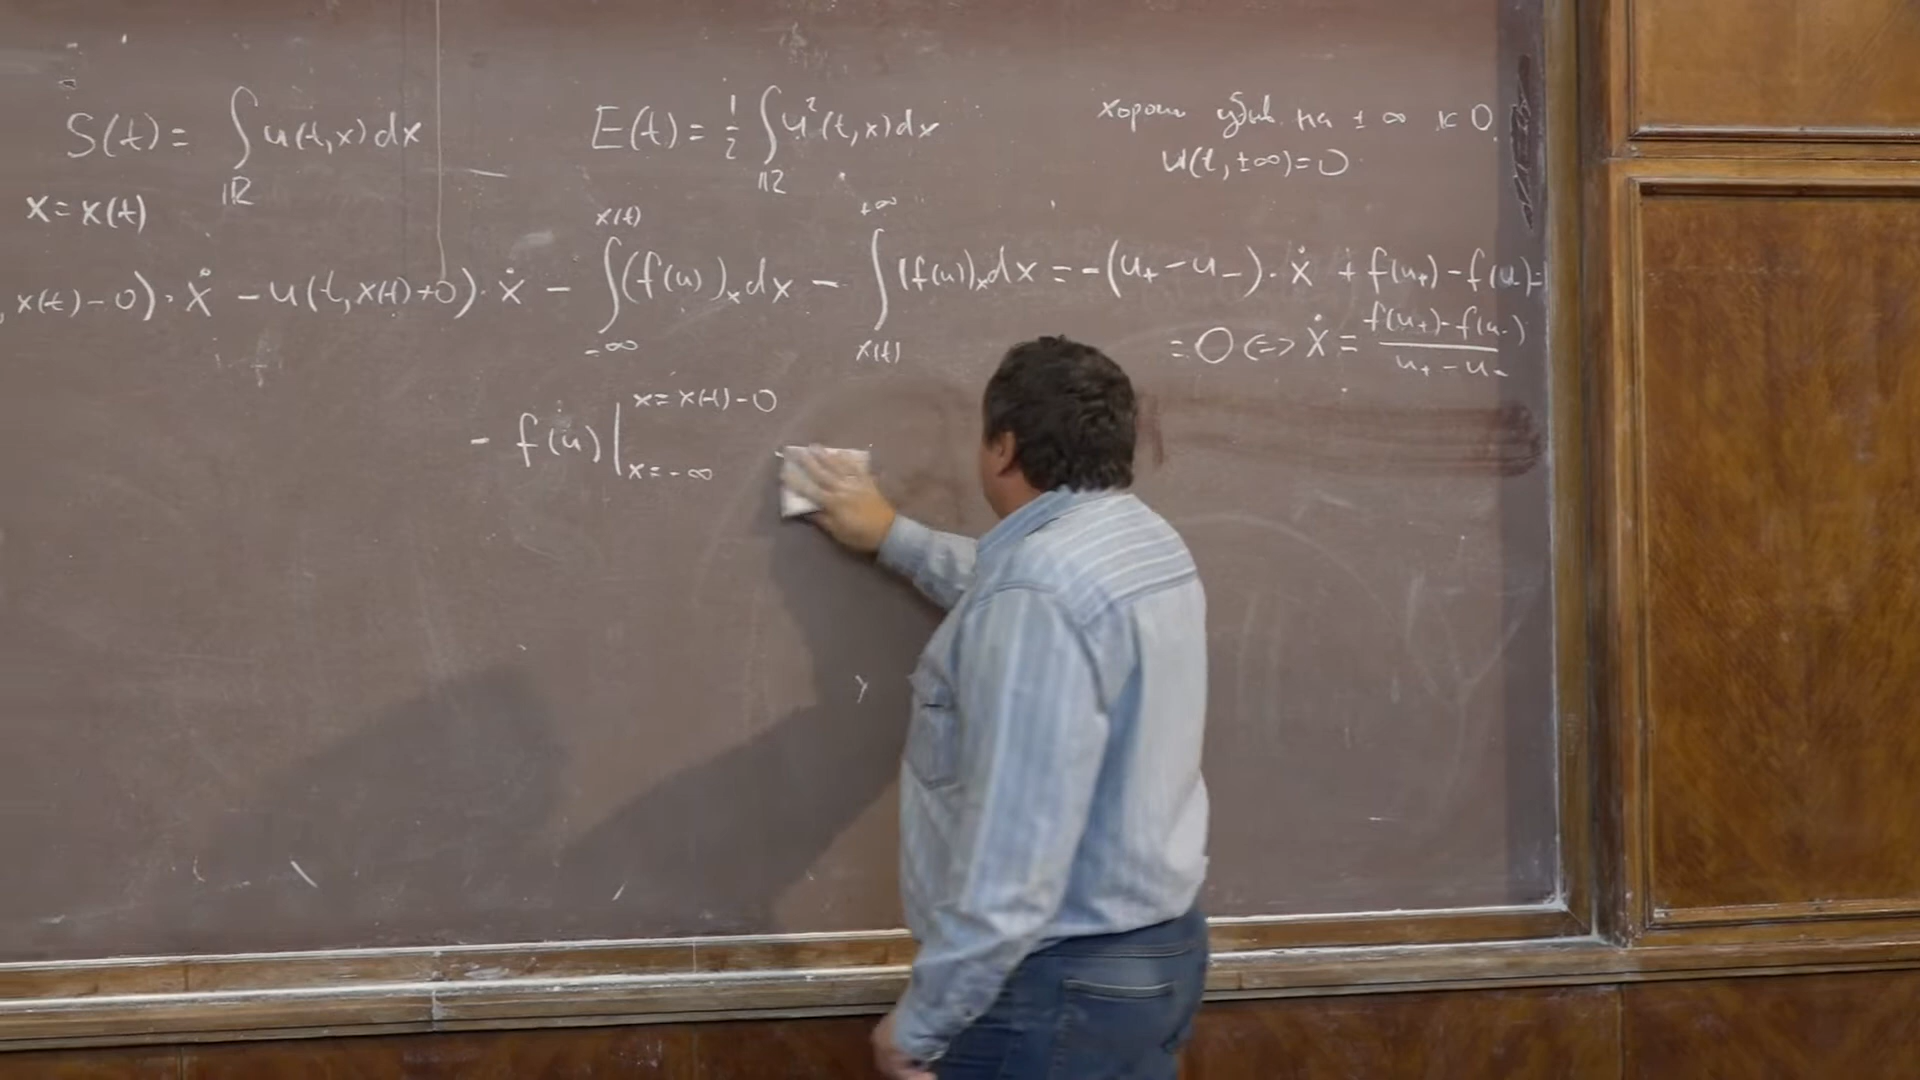 S(t) = ∫_ℝ u(t,x)dx
E(t) = 1/2 ∫_ℝ u²(t,x)dx
хорошо убыв. на ± ∞ к 0.
u(t, ±∞) = 0
x = x(t)
, x(t) - 0)·ẋ - u(t, x(t)+0)·ẋ - ∫_{-∞}^{x(t)} (f(u))_x dx - ∫_{x(t)}^{+∞} (f(u))_x dx = -(u₊ - u₋)·ẋ + f(u₊) - f(u₋) =
= 0 <=> ẋ = (f(u₊) - f(u₋))/(u₊ - u₋)
- f(u) |_{x=-∞}^{x=x(t)-0}